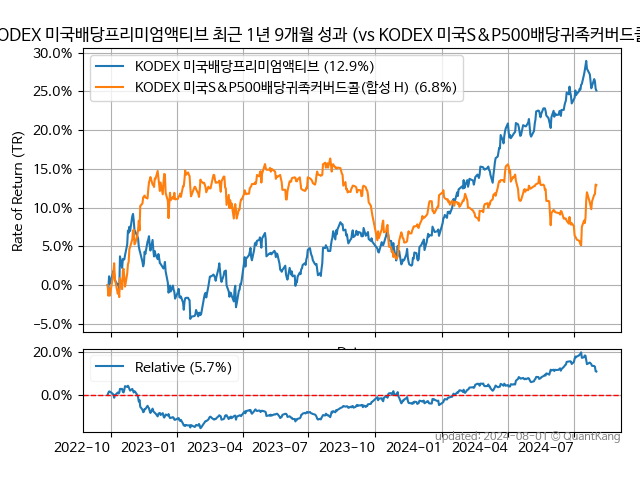 ODEX 미국배당프리미엄액티브 최근 1년 9개월 성과 (vs KODEX 미국S&P500배당귀족커버드콜
30.0%
25.0%
20.0%
15.0%
10.0%
5.0%
0.0%
−5.0%
Rate of Return (TR)
KODEX 미국배당프리미엄액티브 (12.9%)
KODEX 미국S&P500배당귀족커버드콜(합성 H) (6.8%)
20.0%
0.0%
Relative (5.7%)
updated: 2024-08-01 © QuantKang
2022-10 2023-01 2023-04 2023-07 2023-10 2024-01 2024-04 2024-07